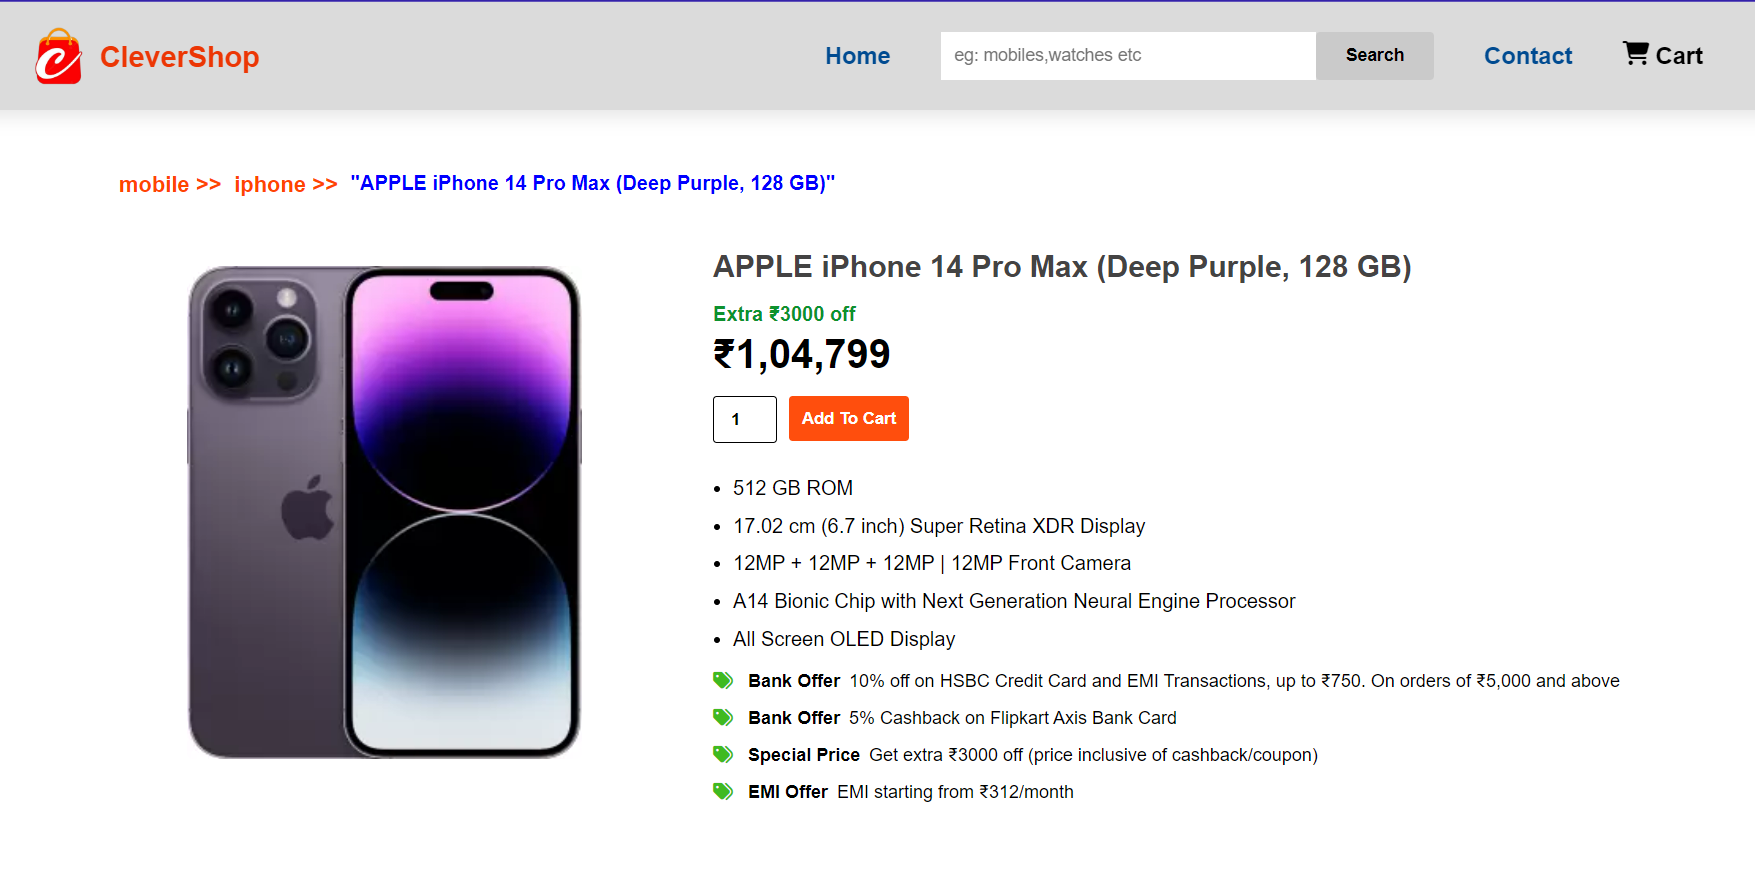 CleverShop
Home
eg: mobiles,watches etc
Search
Contact
Cart
mobile >> iphone >> "APPLE iPhone 14 Pro Max (Deep Purple, 128 GB)"
APPLE iPhone 14 Pro Max (Deep Purple, 128 GB)
Extra ₹3000 off
₹1,04,799
1
Add To Cart
• 512 GB ROM
• 17.02 cm (6.7 inch) Super Retina XDR Display
• 12MP + 12MP + 12MP | 12MP Front Camera
• A14 Bionic Chip with Next Generation Neural Engine Processor
• All Screen OLED Display
Bank Offer 10% off on HSBC Credit Card and EMI Transactions, up to ₹750. On orders of ₹5,000 and above
Bank Offer 5% Cashback on Flipkart Axis Bank Card
Special Price Get extra ₹3000 off (price inclusive of cashback/coupon)
EMI Offer EMI starting from ₹312/month